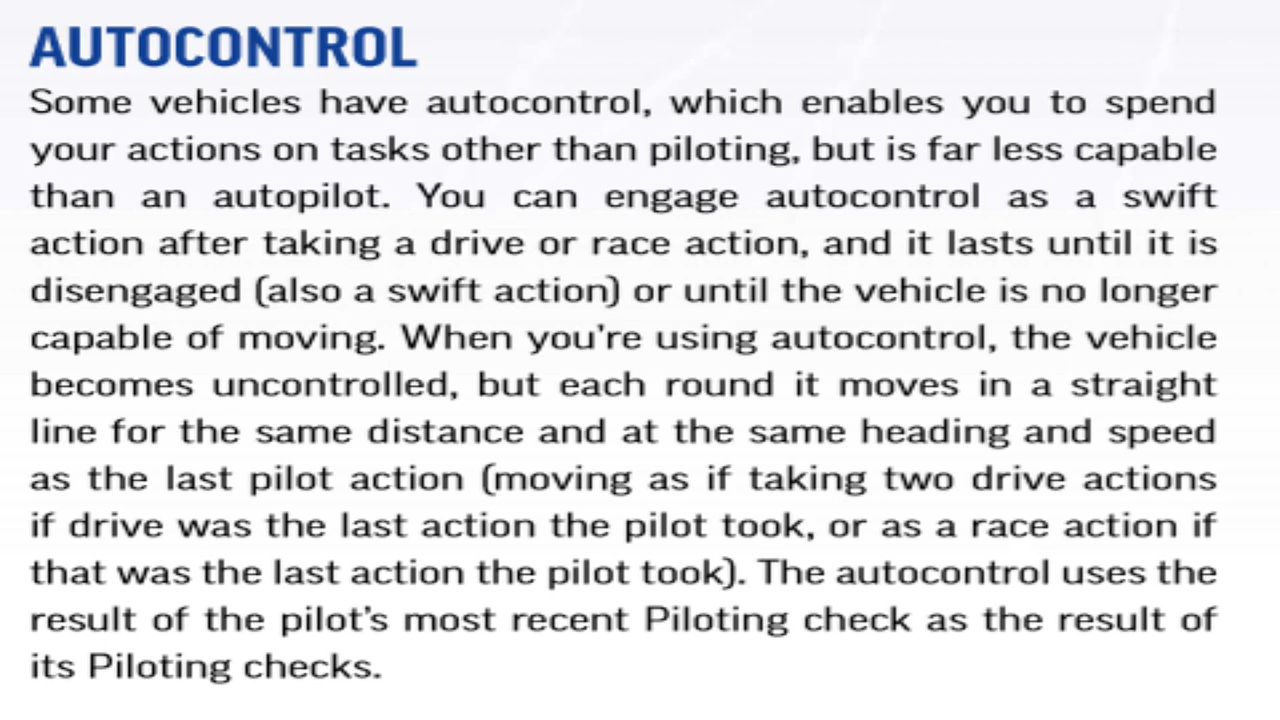 AUTOCONTROL
Some vehicles have autocontrol, which enables you to spend
your actions on tasks other than piloting, but is far less capable
than an autopilot. You can engage autocontrol as a swift
action after taking a drive or race action, and it lasts until it is
disengaged (also a swift action) or until the vehicle is no longer
capable of moving. When you're using autocontrol, the vehicle
becomes uncontrolled, but each round it moves in a straight
line for the same distance and at the same heading and speed
as the last pilot action (moving as if taking two drive actions
if drive was the last action the pilot took, or as a race action if
that was the last action the pilot took). The autocontrol uses the
result of the pilot’s most recent Piloting check as the result of
its Piloting checks.